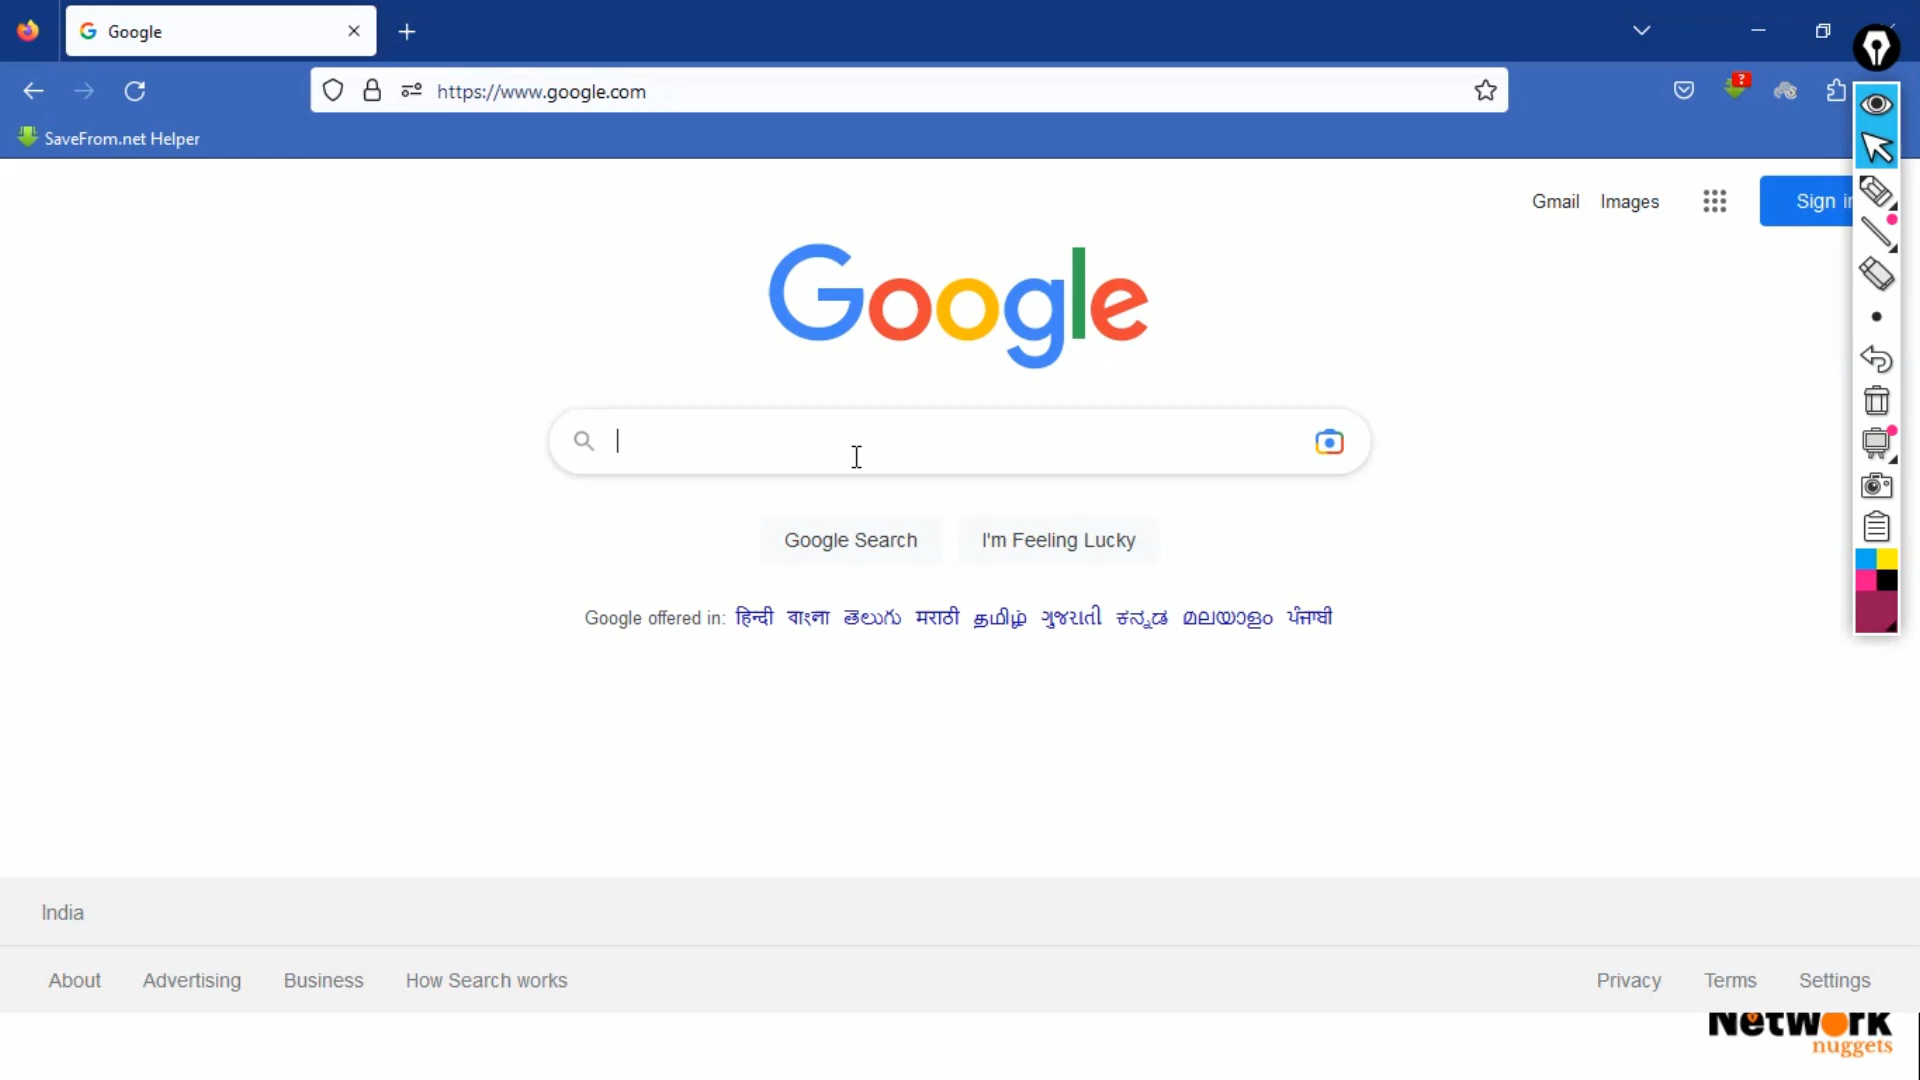 Google
https://www.google.com
?
SaveFrom.net Helper
Gmail Images Sign in
Google
Google Search I'm Feeling Lucky
Google offered in: हिन्दी বাংলা తెలుగు मराठी தமிழ் ગુજરાતી ಕನ್ನಡ മലയാളം ਪੰਜਾਬੀ
India
About Advertising Business How Search works Privacy Terms Settings
Network
nuggets